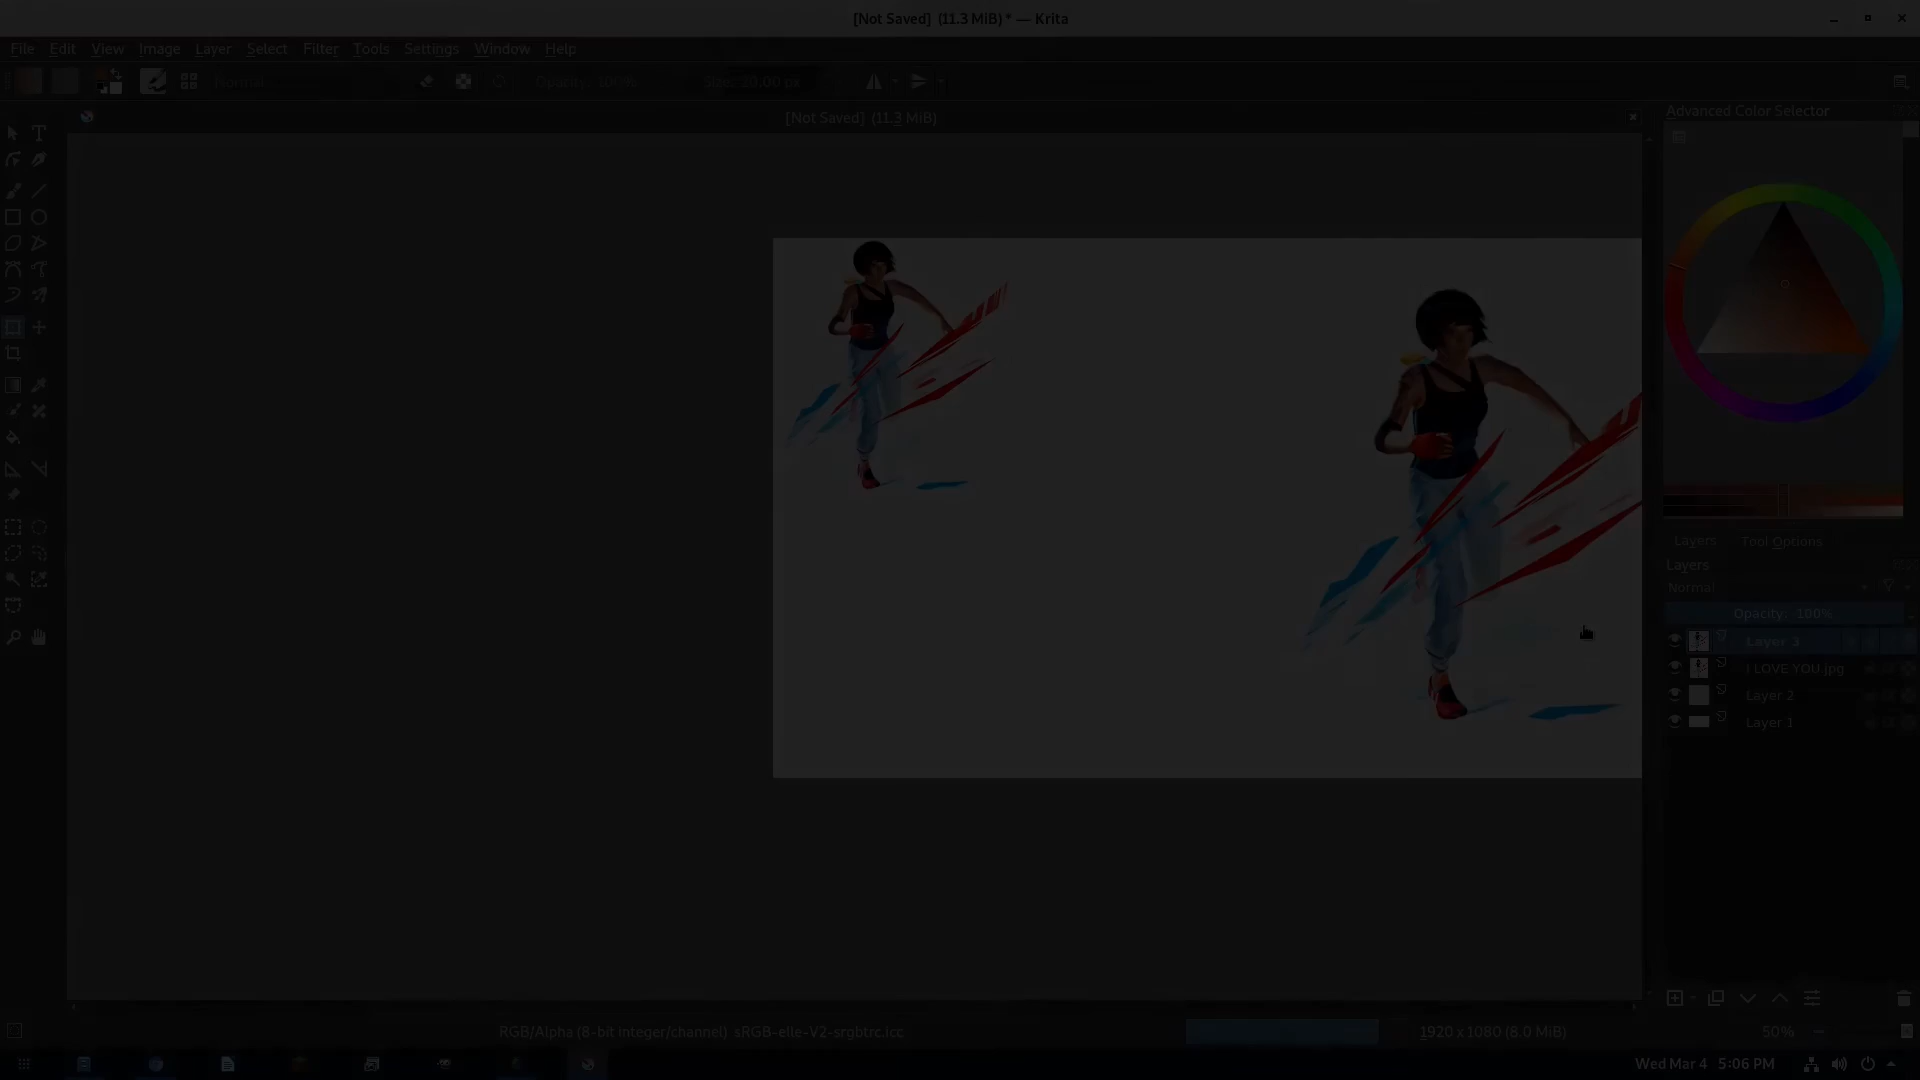 [Not Saved] (11.3 MiB) * — Krita
File Edit View Image Layer Select Filter Tools Settings Window Help
Normal Opacity: 100% Size: 20.00 px
[Not Saved] (11.3 MiB)
Advanced Color Selector
Layers Tool Options
Layers
Normal
Opacity: 100%
Layer 3
I LOVE YOU.jpg
Layer 2
Layer 1
RGB/Alpha (8-bit integer/channel) sRGB-elle-V2-srgbtrc.icc 1920 x 1080 (8.0 MiB) 50%
Wed Mar 4 5:06 PM